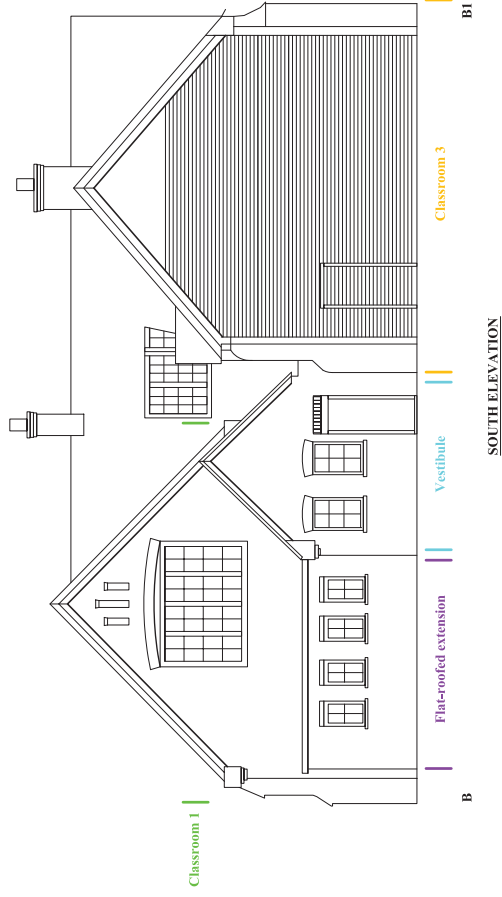 Classroom 1
B
Flat-roofed extension
Vestibule
Classroom 3
B1
SOUTH ELEVATION